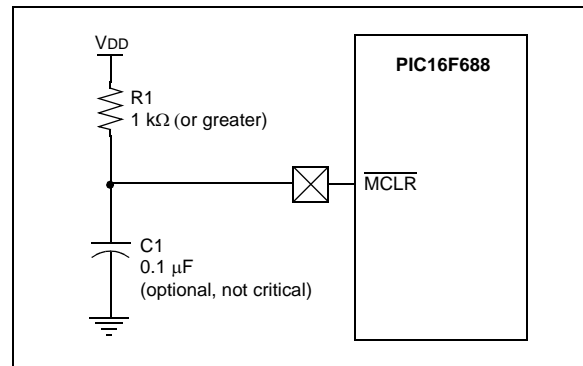 VDD
PIC16F688
R1
1 kΩ (or greater)
MCLR
C1
0.1 μF
(optional, not critical)